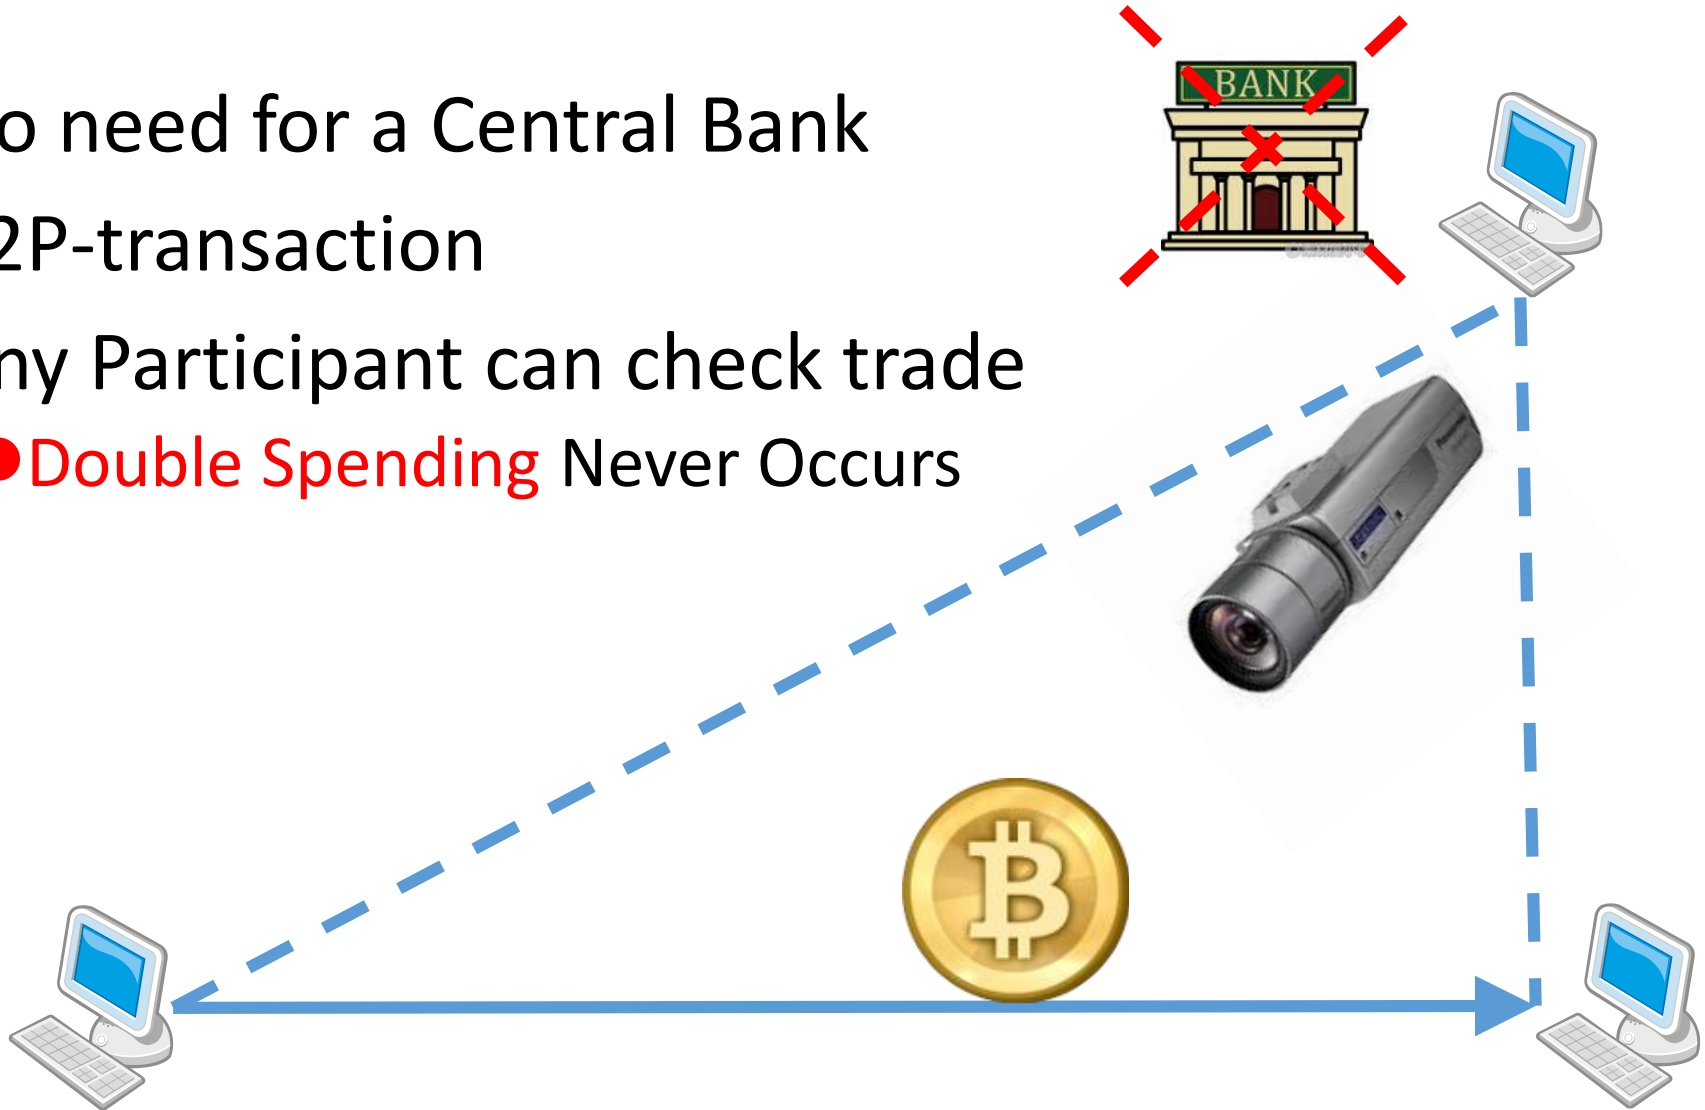 BANK
o need for a Central Bank
2P-transaction
ny Participant can check trade
●Double Spending Never Occurs